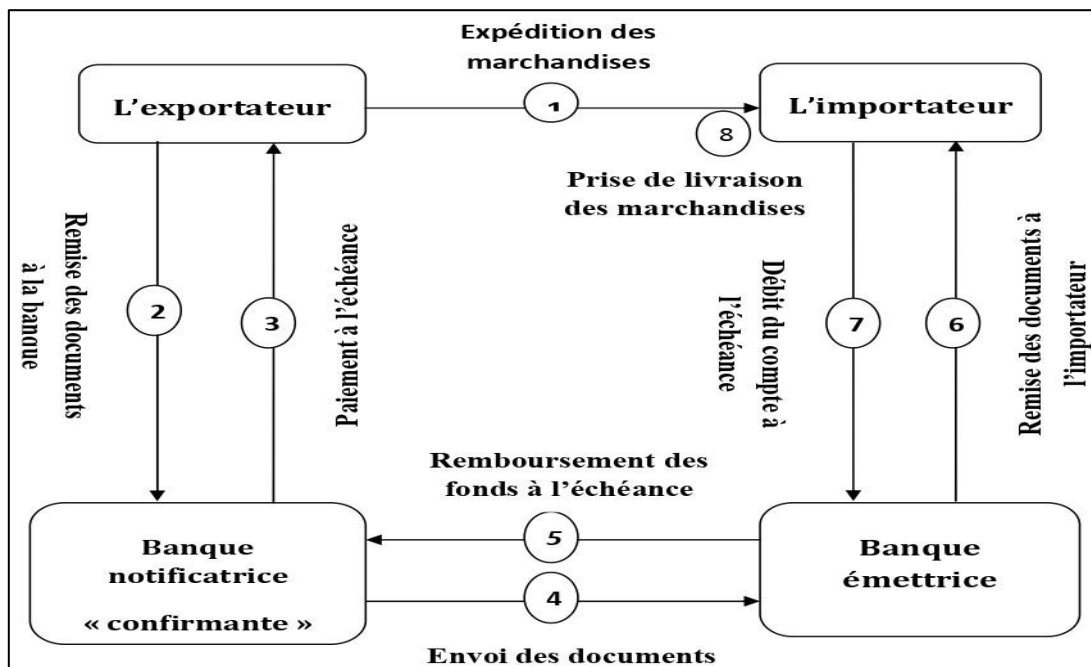 Expédition des
marchandises
L'exportateur
1
L'importateur
8
Prise de livraison
des marchandises
Remise des documents
à la banque
2
3
Paiement à l'échéance
Débit du compte à
l'échéance
7
6
Remise des documents à
l'importateur
Remboursement des
fonds à l'échéance
Banque
notificatrice
« confirmante »
5
4
Banque
émettrice
Envoi des documents